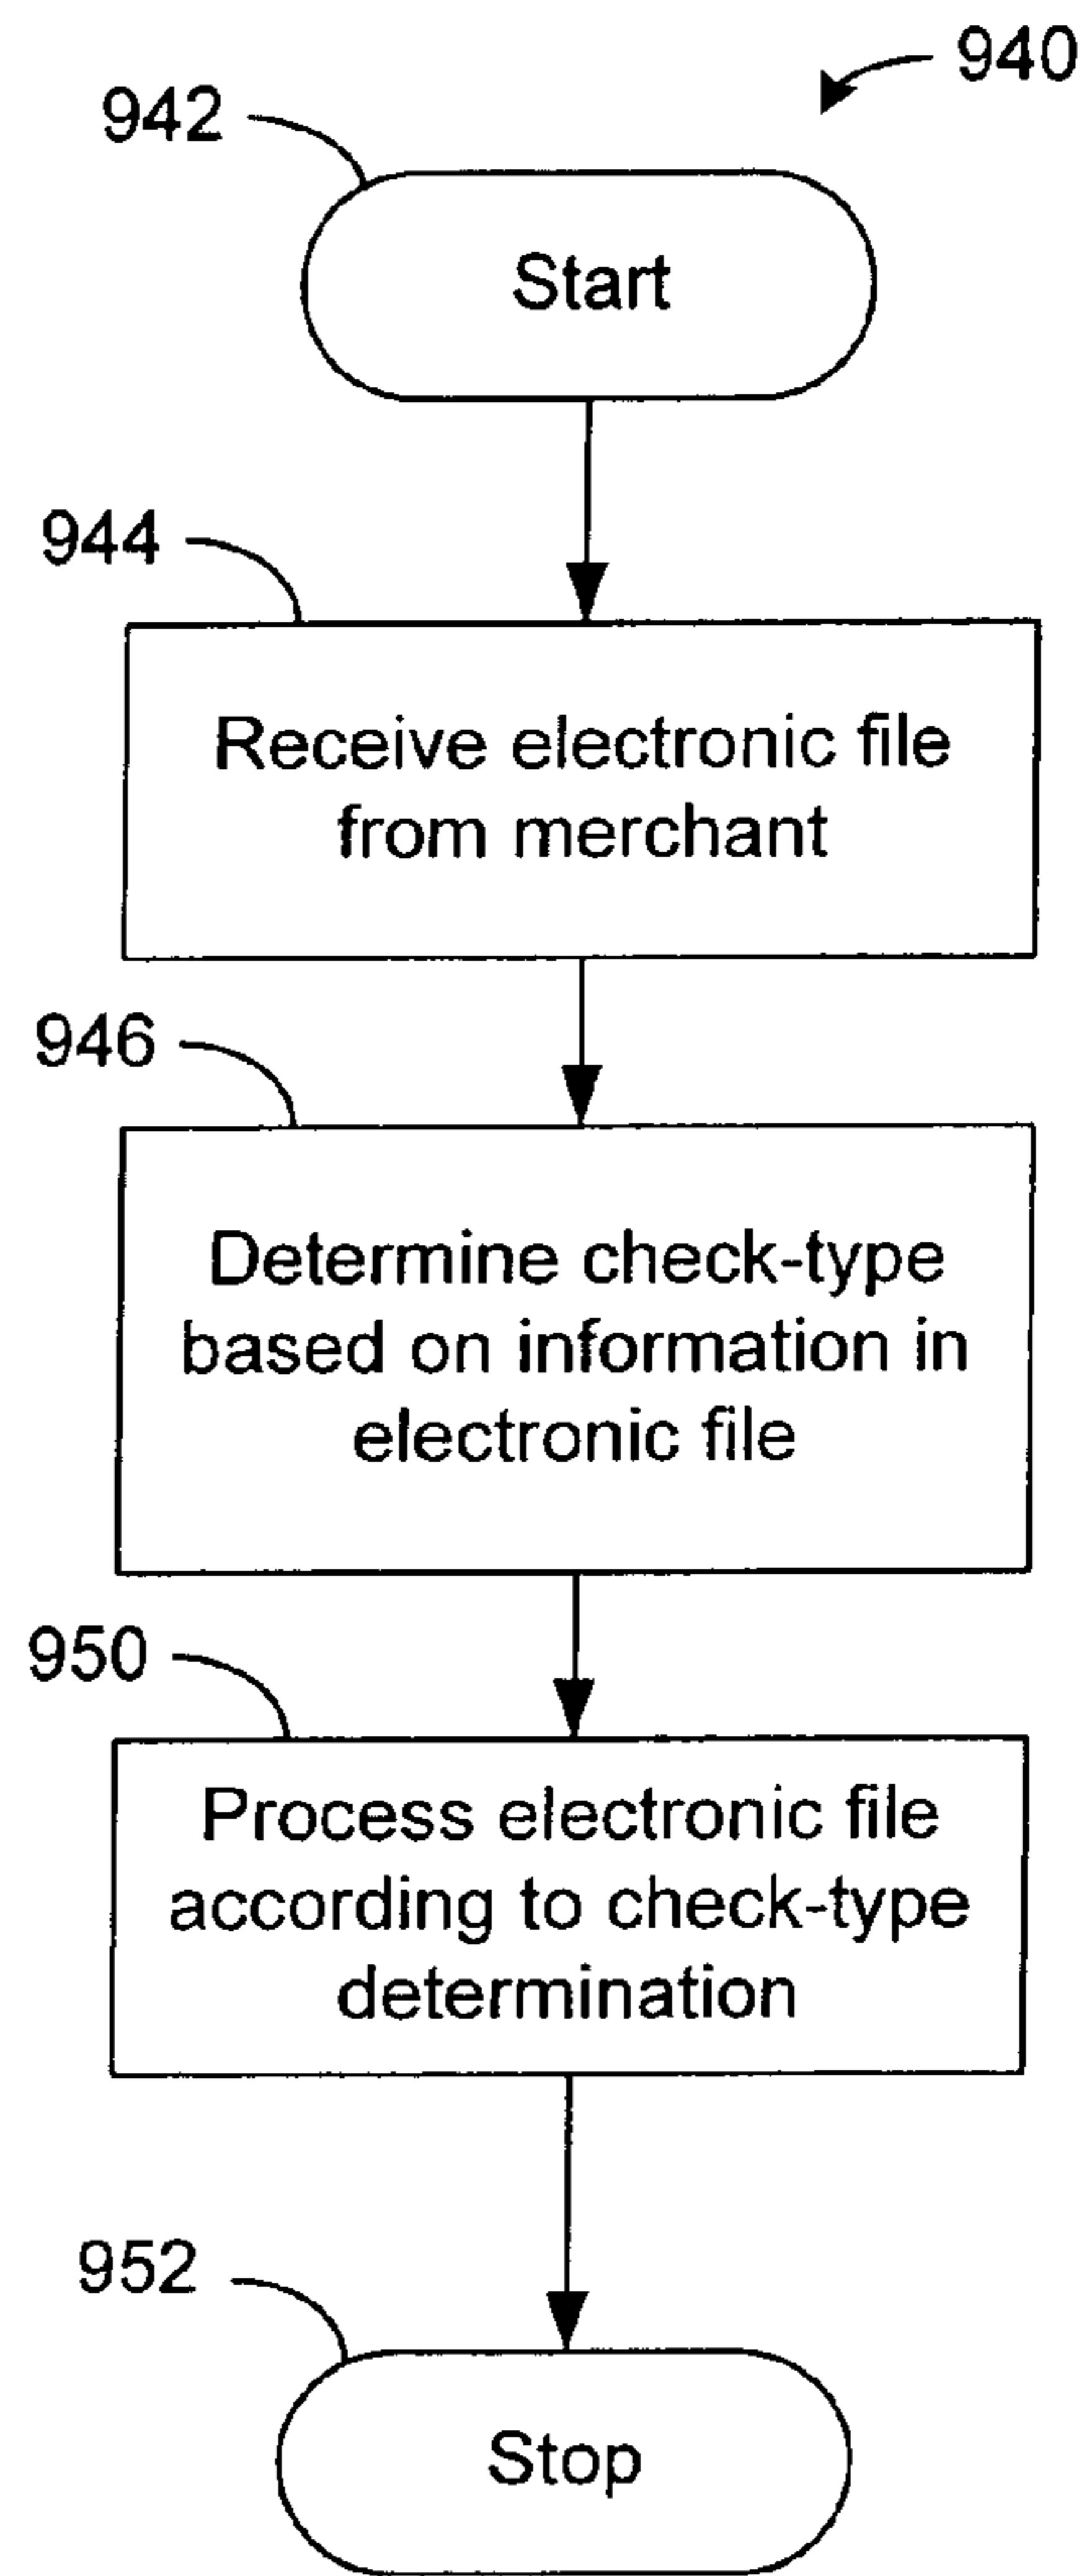 940
942
Start
944
Receive electronic file
from merchant
946
Determine check-type
based on information in
electronic file
950
Process electronic file
according to check-type
determination
952
Stop